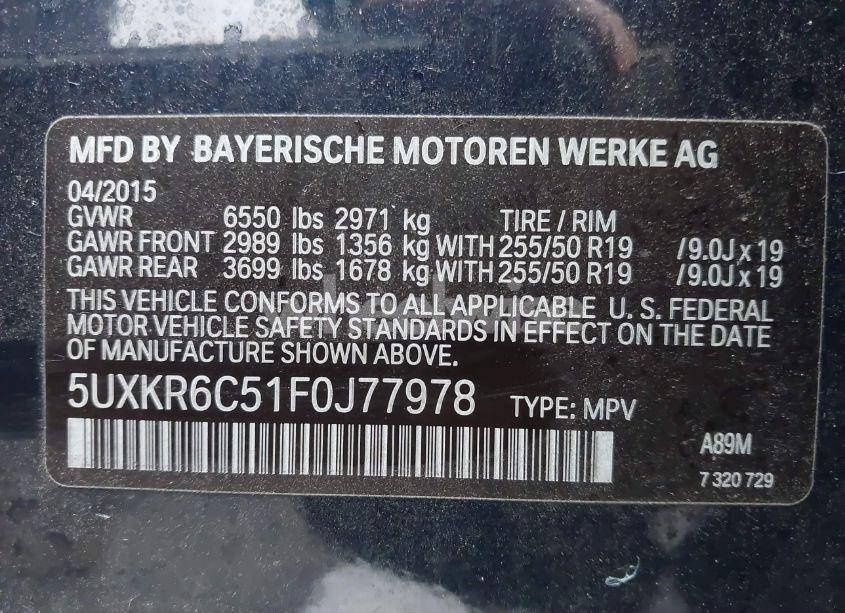 MFD BY BAYERISCHE MOTOREN WERKE AG
04/2015
GVWR 6550 lbs 2971 kg TIRE / RIM
GAWR FRONT 2989 lbs 1356 kg WITH 255/50 R19 /9.0J x 19
GAWR REAR 3699 lbs 1678 kg WITH 255/50 R19 /9.0J x 19
THIS VEHICLE CONFORMS TO ALL APPLICABLE U. S. FEDERAL
MOTOR VEHICLE SAFETY STANDARDS IN EFFECT ON THE DATE
OF MANUFACTURE SHOWN ABOVE.
5UXKR6C51F0J77978 TYPE: MPV
A89M
7 320 729